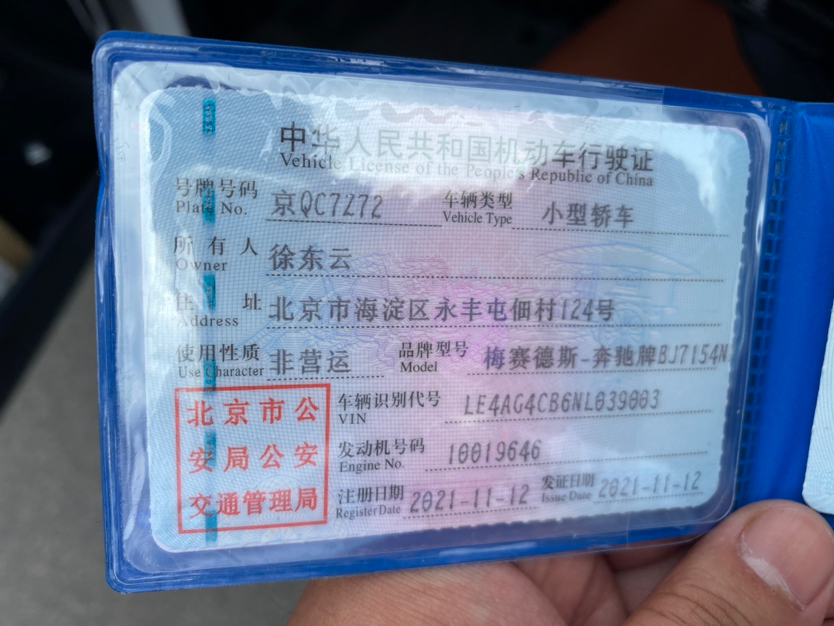 中华人民共和国机动车行驶证
Vehicle License of the People's Republic of China
号牌号码 京QC7Z72 车辆类型 小型轿车
Plate No. Vehicle Type
所有人 徐东云
Owner
住址 北京市海淀区永丰屯佃村124号
Address
使用性质 非营运 品牌型号 梅赛德斯-奔驰牌BJ7154N
Use Character Model
北京市公
安局公安
交通管理局
车辆识别代号 LE4AG4CB6NL039003
VIN
发动机号码 10019646
Engine No.
注册日期 2021-11-12 发证日期 2021-11-12
Register Date Issue Date